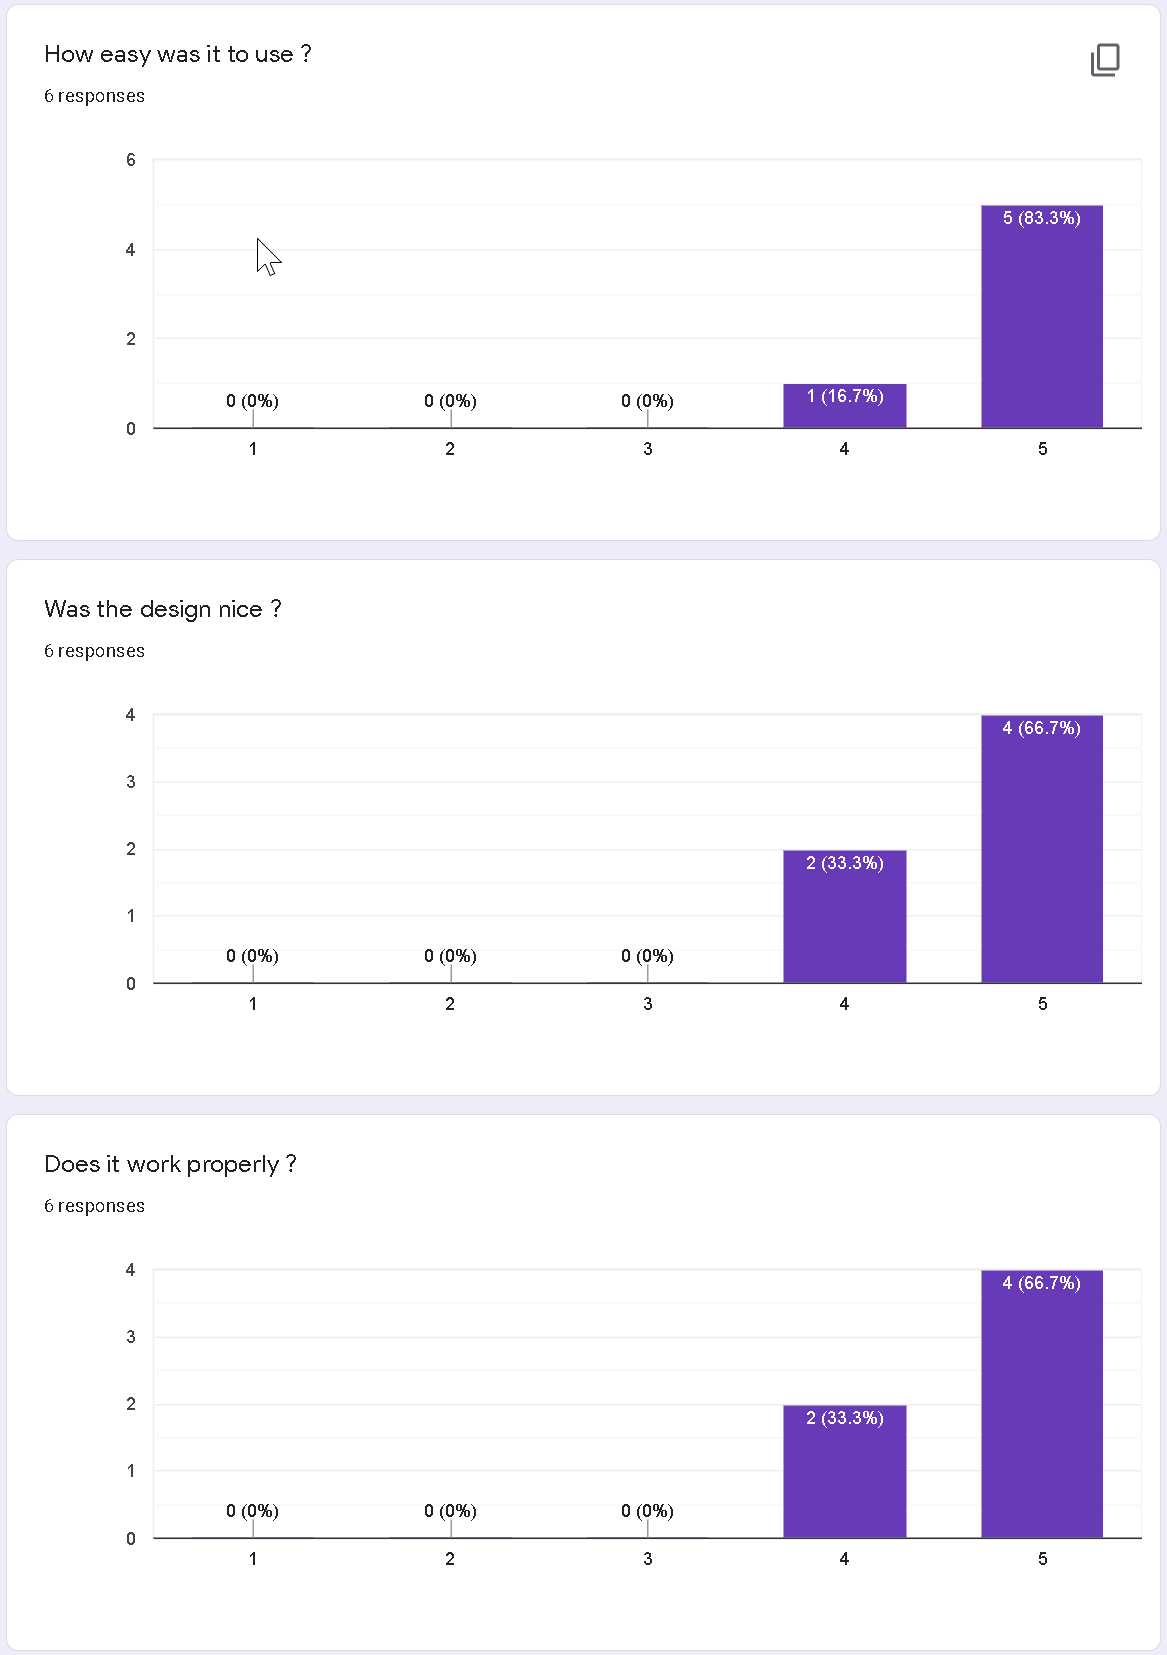 How easy was it to use ?
6 responses
6
5 (83.3%)
4
2
0 (0%) 0 (0%) 0 (0%) 1 (16.7%)
0
1 2 3 4 5
Was the design nice ?
6 responses
4
4 (66.7%)
3
2
2 (33.3%)
1
0 (0%) 0 (0%) 0 (0%)
0
1 2 3 4 5
Does it work properly ?
6 responses
4
4 (66.7%)
3
2
2 (33.3%)
1
0 (0%) 0 (0%) 0 (0%)
0
1 2 3 4 5